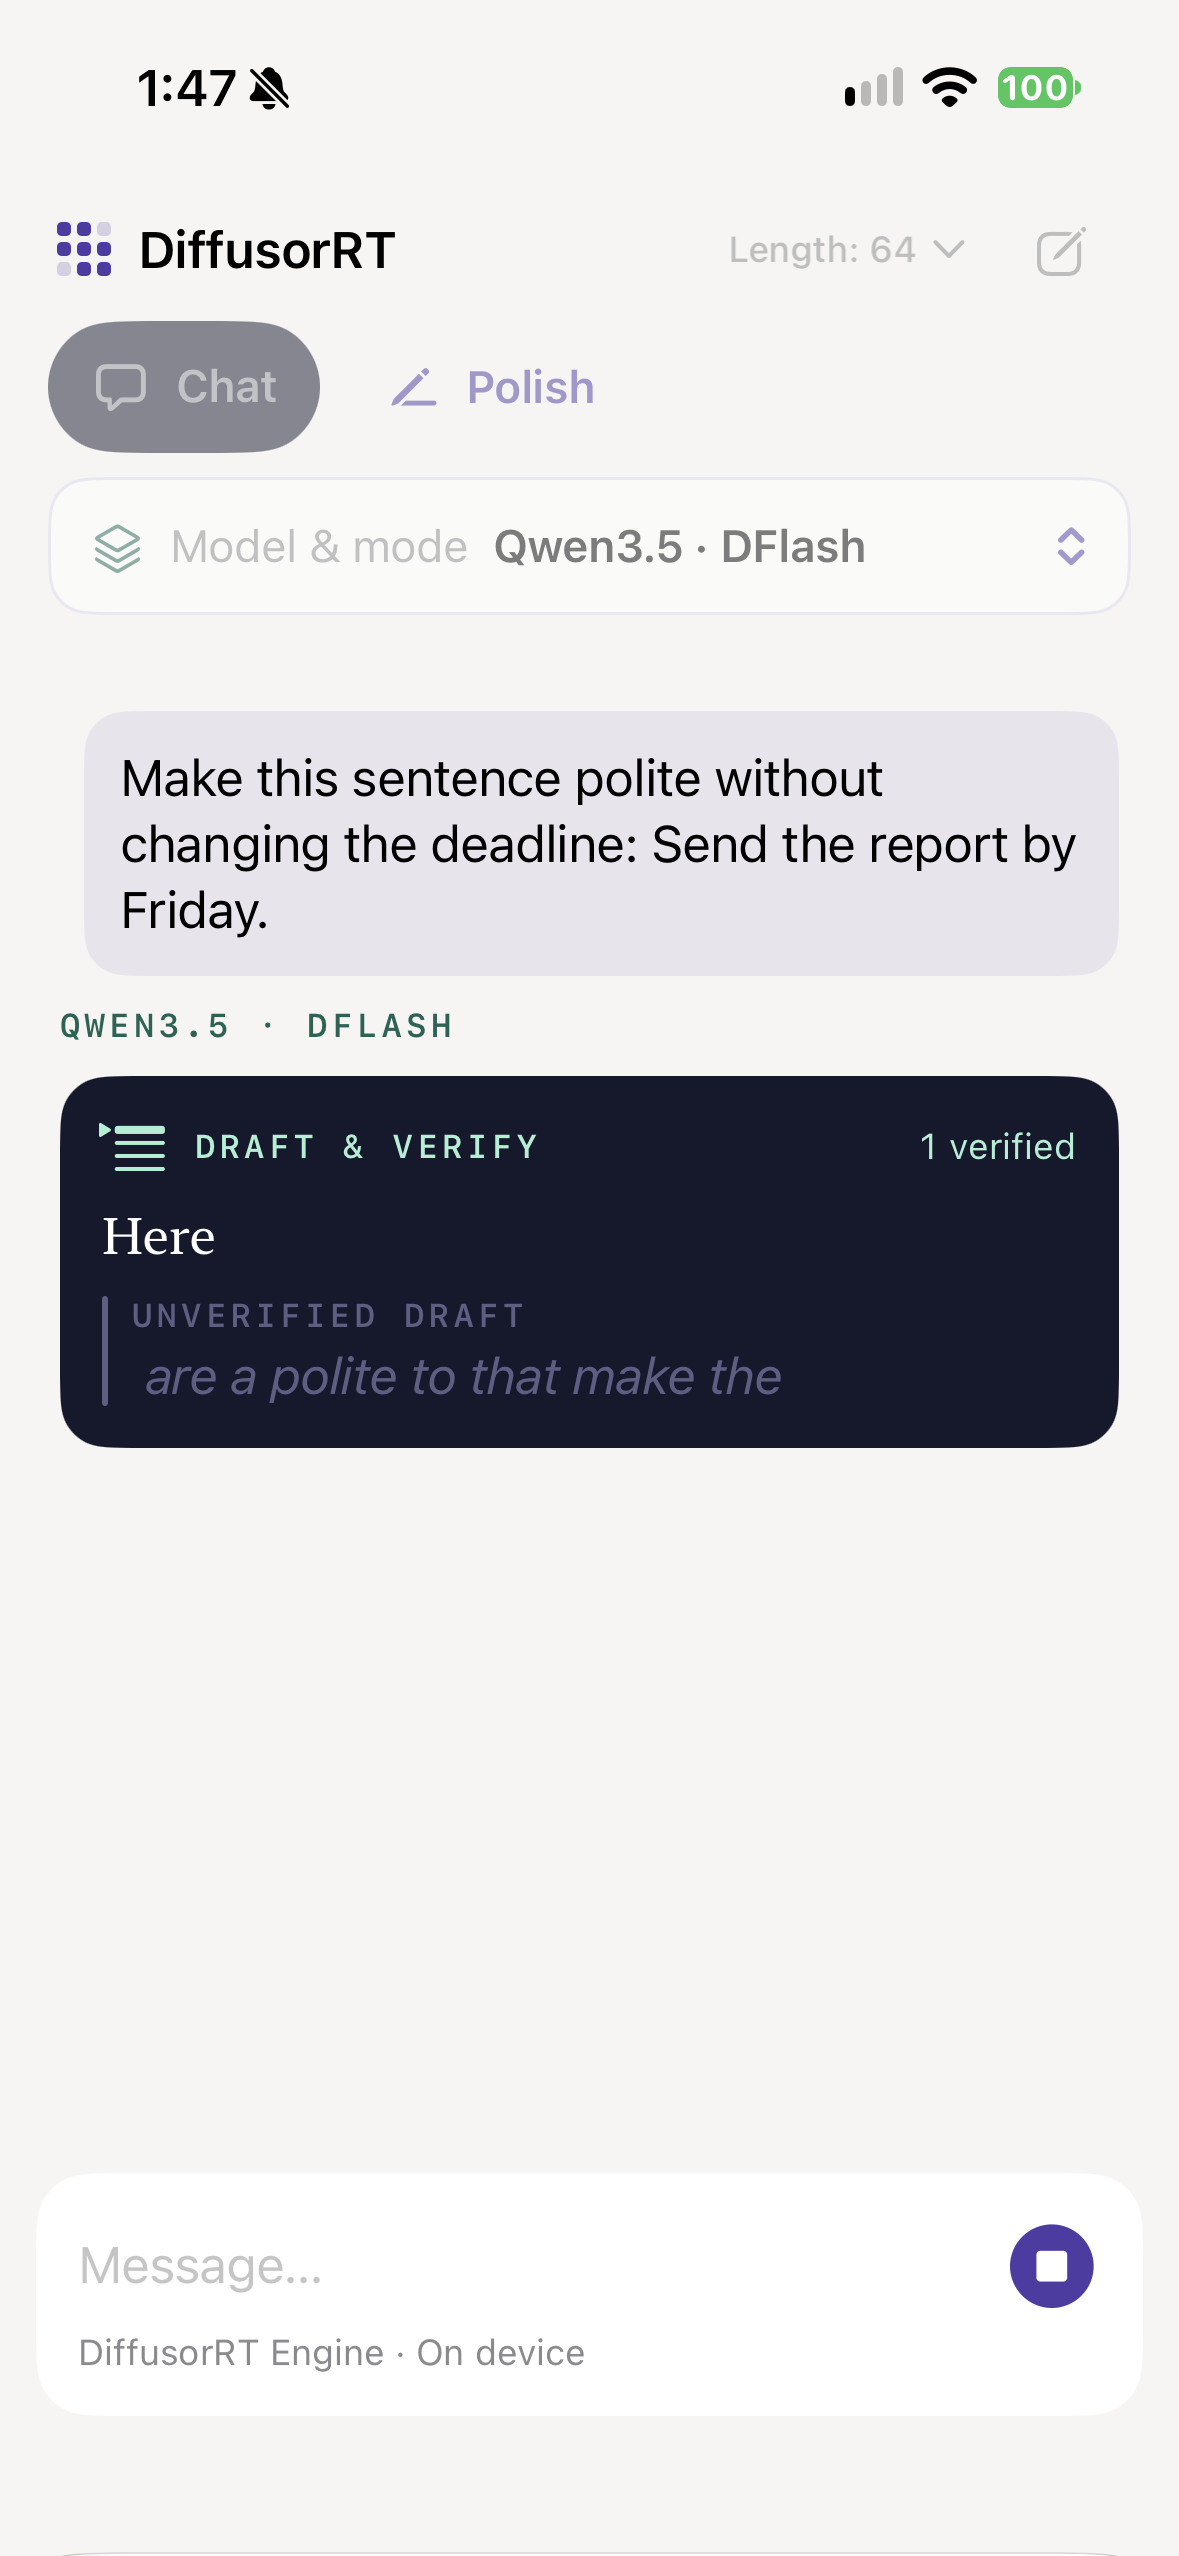 1:47
100
DiffusorRT
Length: 64
Chat
Polish
Model & mode Qwen3.5 · DFlash
Make this sentence polite without
changing the deadline: Send the report by
Friday.
QWEN3.5 · DFLASH
DRAFT & VERIFY
1 verified
Here
UNVERIFIED DRAFT
are a polite to that make the
Message...
DiffusorRT Engine · On device